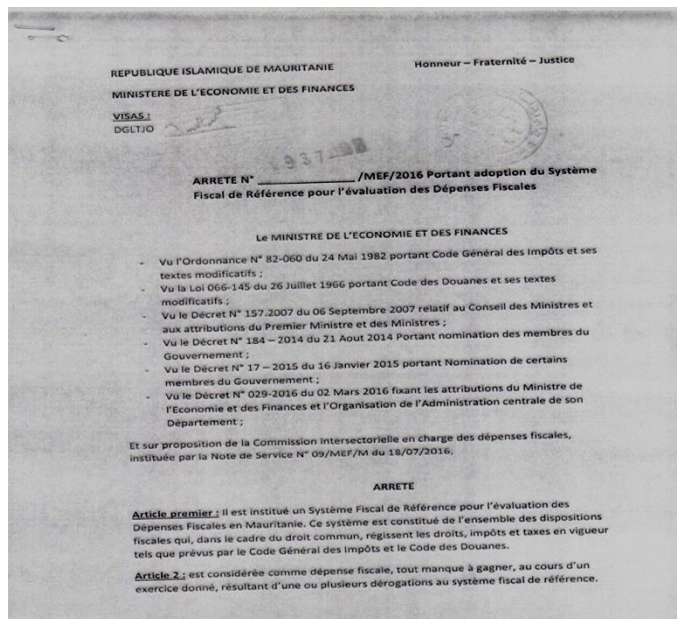 REPUBLIQUE ISLAMIQUE DE MAURITANIE
Honneur – Fraternité – Justice
MINISTERE DE L'ECONOMIE ET DES FINANCES
VISAS :
DGLTJO
ARRETE N° ______________ /MEF/2016 Portant adoption du Système
Fiscal de Référence pour l'évaluation des Dépenses Fiscales
Le MINISTRE DE L'ECONOMIE ET DES FINANCES
- Vu l'Ordonnance N° 82-060 du 24 Mai 1982 portant Code Général des Impôts et ses
textes modificatifs ;
- Vu la Loi 066-145 du 26 Juillet 1966 portant Code des Douanes et ses textes
modificatifs ;
- Vu le Décret N° 157.2007 du 06 Septembre 2007 relatif au Conseil des Ministres et
aux attributions du Premier Ministre et des Ministres ;
- Vu le Décret N° 184 – 2014 du 21 Aout 2014 Portant nomination des membres du
Gouvernement ;
- Vu le Décret N° 17 – 2015 du 16 Janvier 2015 portant Nomination de certains
membres du Gouvernement ;
- Vu le Décret N° 029-2016 du 02 Mars 2016 fixant les attributions du Ministre de
l'Economie et des Finances et l'Organisation de l'Administration centrale de son
Département ;
Et sur proposition de la Commission Intersectorielle en charge des dépenses fiscales,
instituée par la Note de Service N° 09/MEF/M du 18/07/2016.
ARRETE
Article premier : Il est institué un Système Fiscal de Référence pour l'évaluation des
Dépenses Fiscales en Mauritanie. Ce système est constitué de l'ensemble des dispositions
fiscales qui, dans le cadre du droit commun, régissent les droits, impôts et taxes en vigueur
tels que prévus par le Code Général des Impôts et le Code des Douanes.
Article 2 : est considérée comme dépense fiscale, tout manque à gagner, au cours d'un
exercice donné, résultant d'une ou plusieurs dérogations au système fiscal de référence.